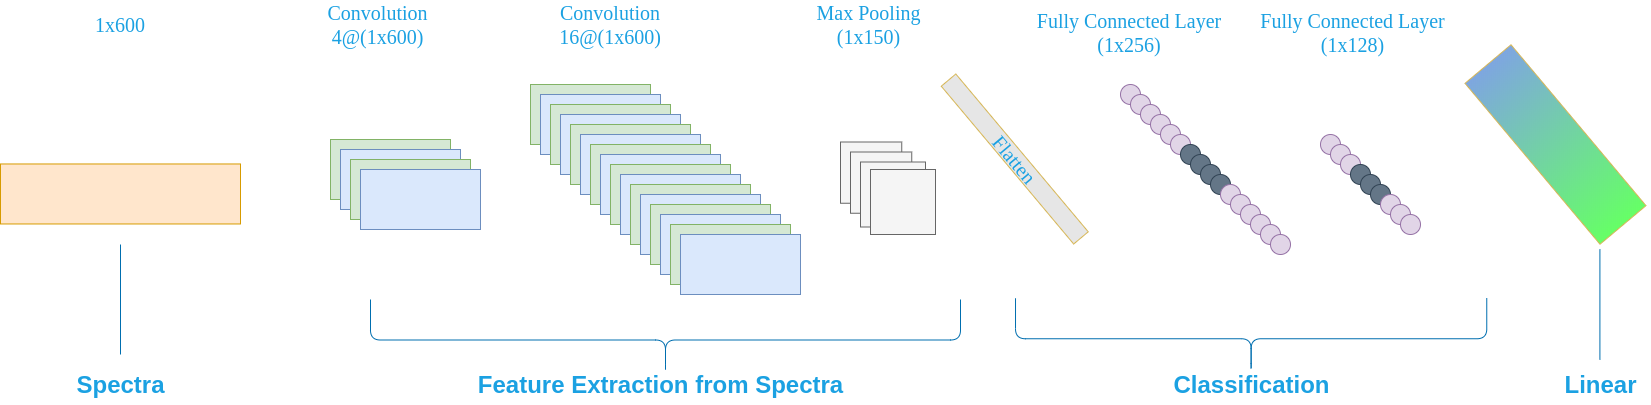 1x600
Convolution
4@(1x600)
Convolution
16@(1x600)
Max Pooling
(1x150)
Fully Connected Layer
(1x256)
Fully Connected Layer
(1x128)
Flatten
Spectra
Feature Extraction from Spectra
Classification
Linear